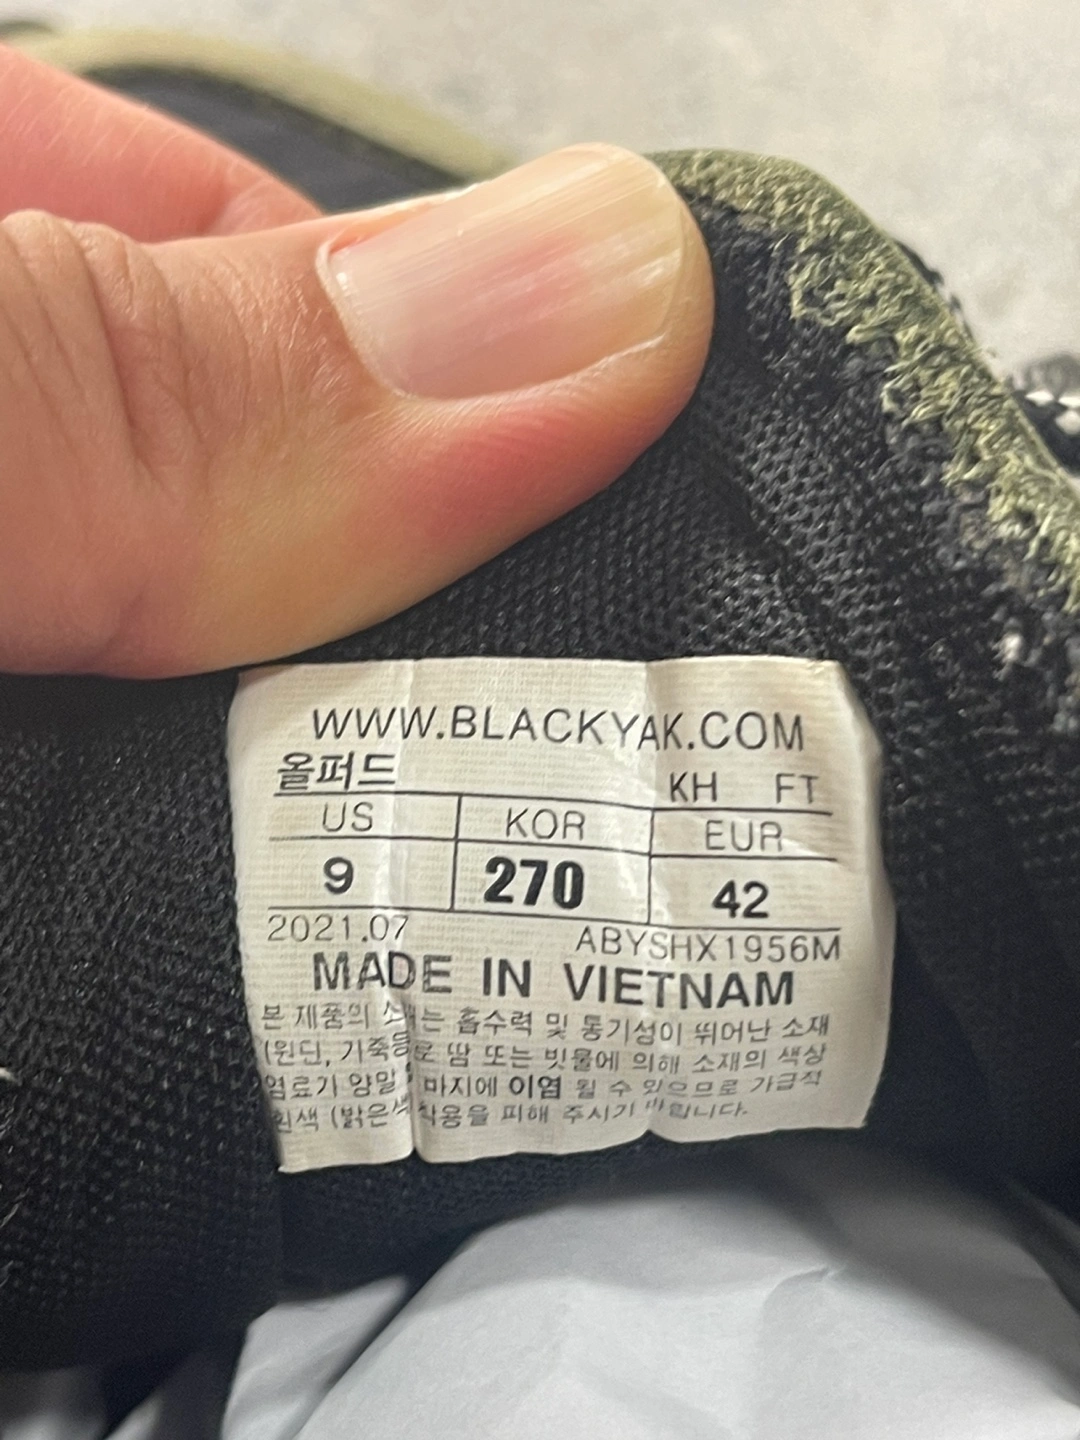 WWW.BLACKYAK.COM
올퍼드 KH FT
US KOR EUR
9 270 42
2021.07 ABYSHX1956M
MADE IN VIETNAM
본 제품의 소재는 흡수력 및 통기성이 뛰어난 소재
(원단, 기죽등으로 땀 또는 빗물에 의해 소재의 색상
염료가 양말 마지에 이염 될 수 있으므로 가급적
흰색 (밝은색 착용을 피해 주시기 바랍니다.